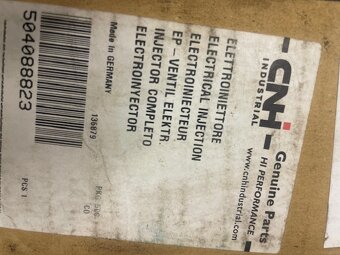 CNH
INDUSTRIAL
Genuine Parts
HI PERFORMANCE
www.cnhindustrial.com
ELETTROINIETTORE
ELECTRICAL INJECTION
ELECTROINJECTEUR
EP-VENTIL ELEKTR
INJECTOR COMPLETO
ELECTROINYECTOR
Made in GERMANY
136879
504088823
PCS 1